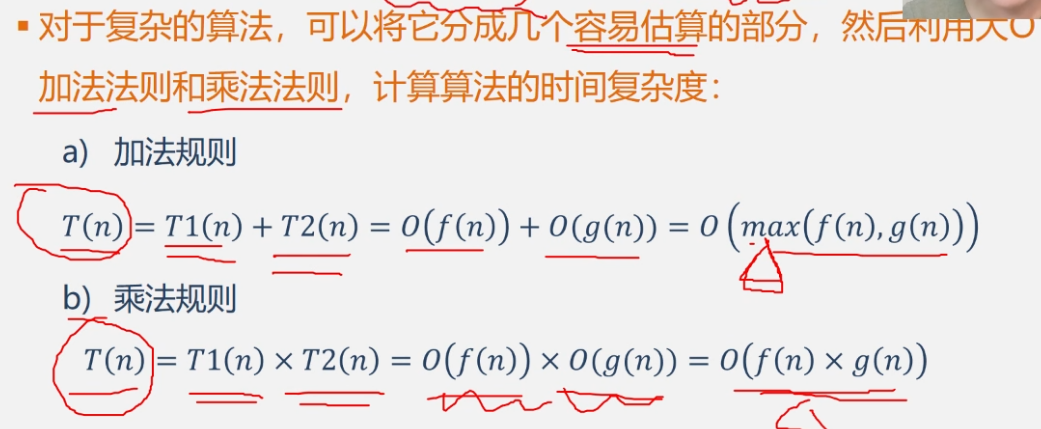 ▪ 对于复杂的算法，可以将它分成几个容易估算的部分，然后利用大O
加法法则和乘法法则，计算算法的时间复杂度：
a) 加法规则
T(n) = T1(n) + T2(n) = O(f(n)) + O(g(n)) = O(max(f(n), g(n)))
b) 乘法规则
T(n) = T1(n) × T2(n) = O(f(n)) × O(g(n)) = O(f(n) × g(n))